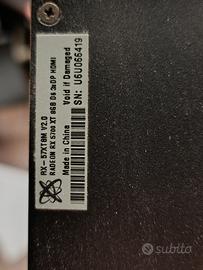 RX-57XT8M V2.0
RADEON RX 5700 XT 8GB D6 3xDP HDMI
Void if Damaged
Made in China
SN: U6U066419
subito